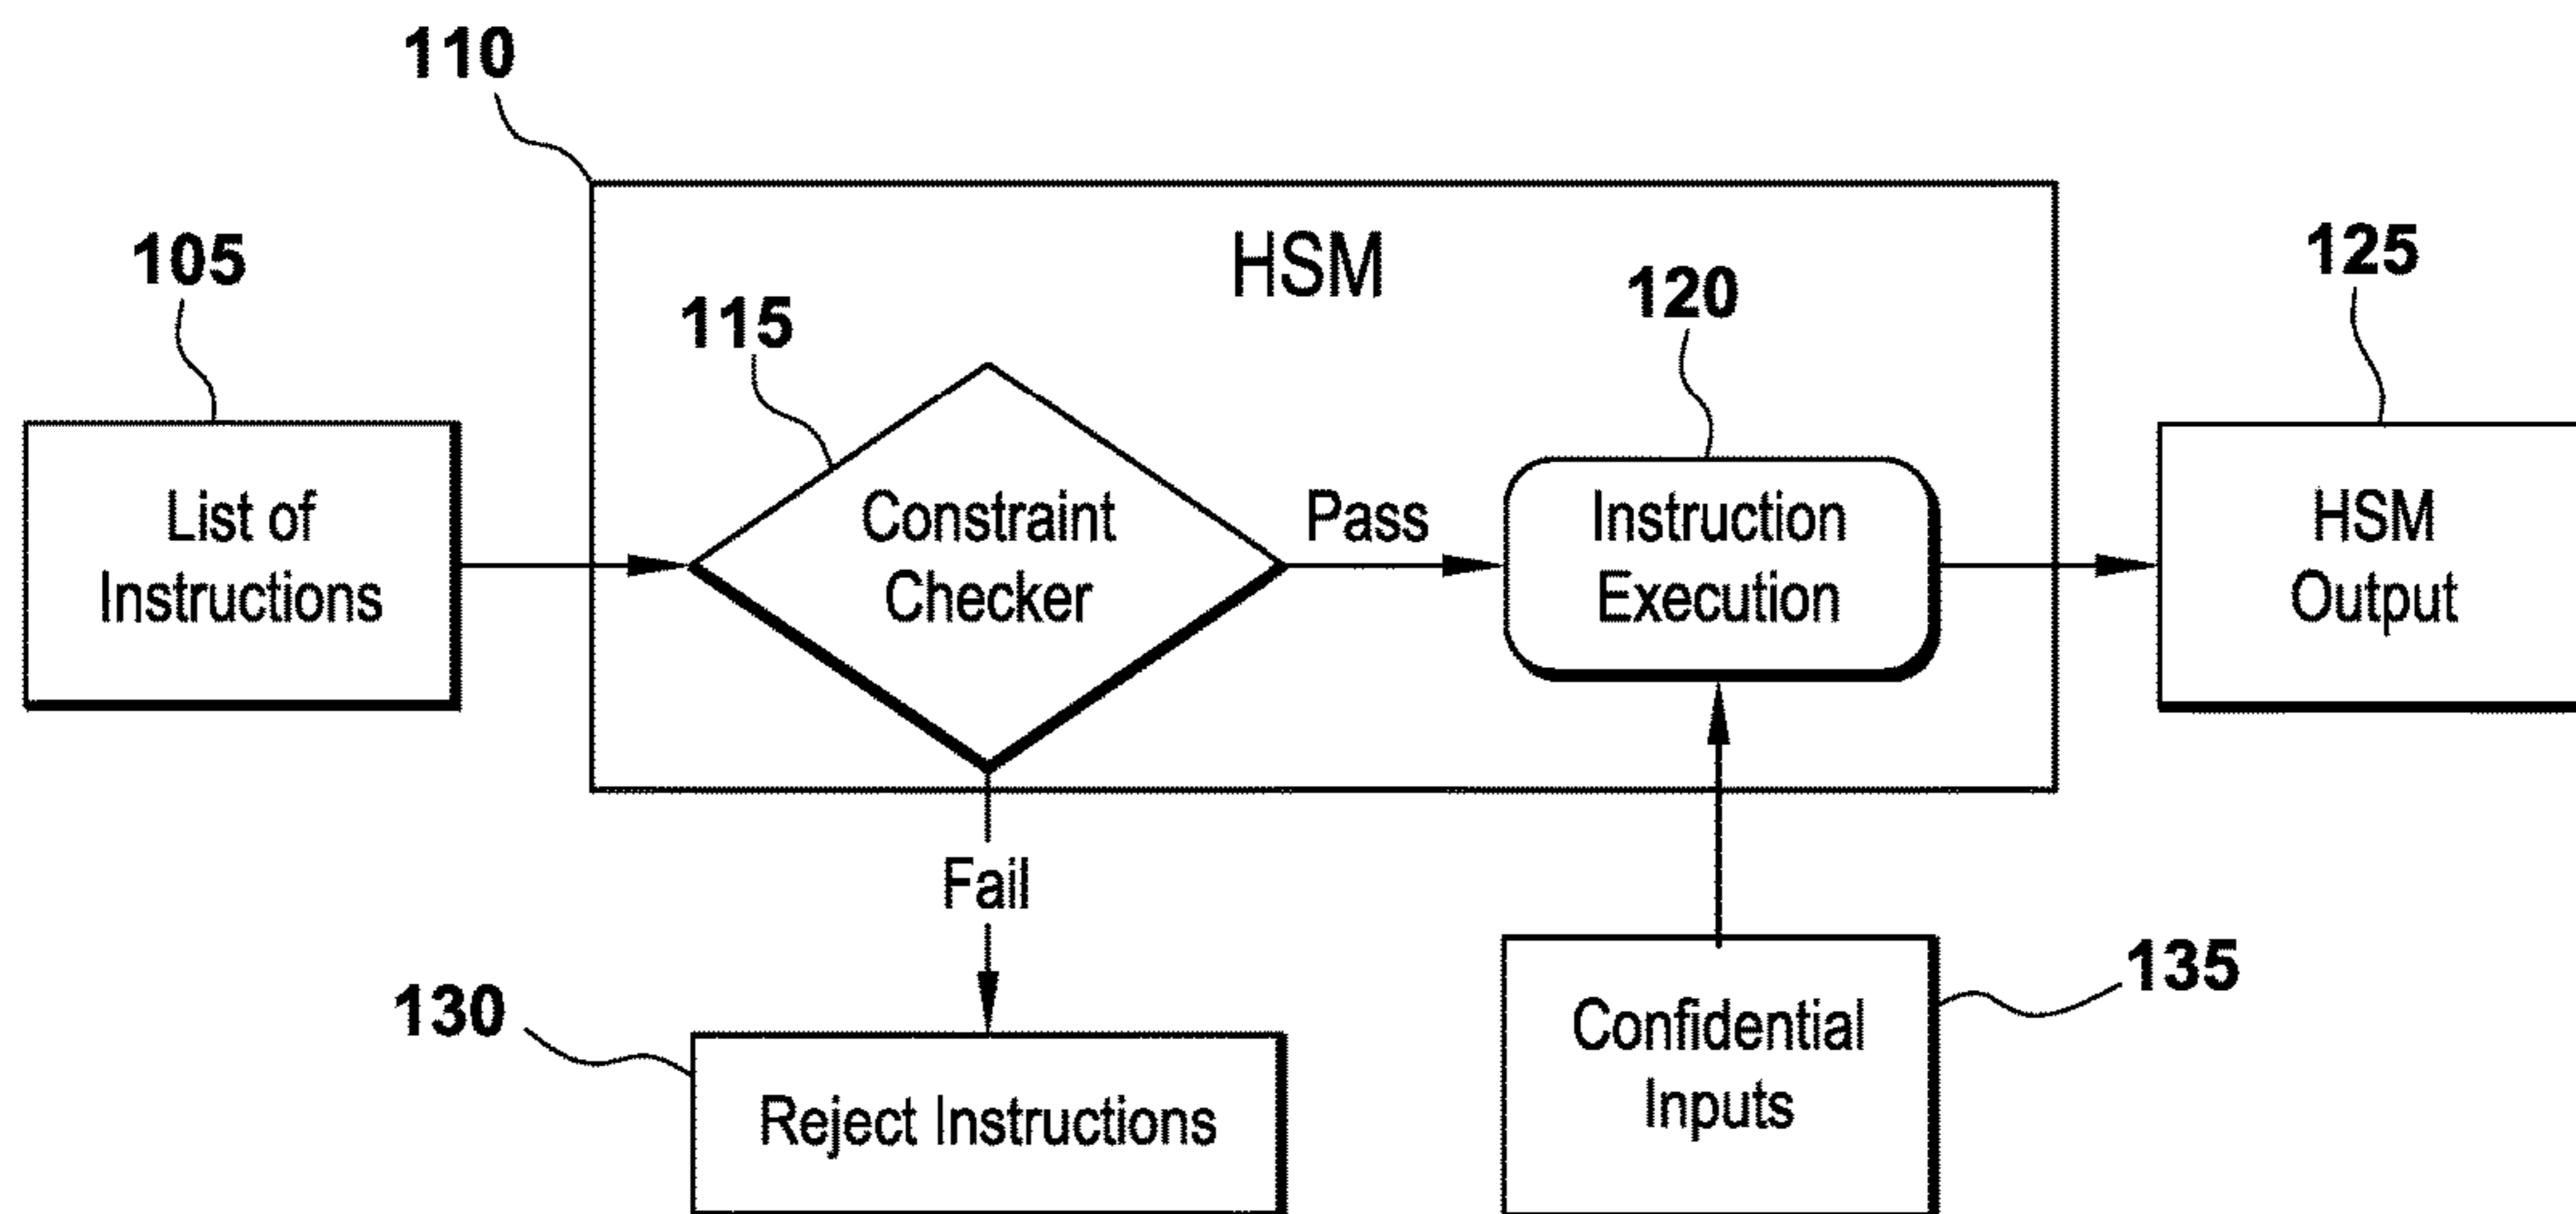 110
HSM
105
115
120
125
List of
Instructions
Constraint
Checker
Pass
Instruction
Execution
HSM
Output
Fail
130
Reject Instructions
Confidential
Inputs
135